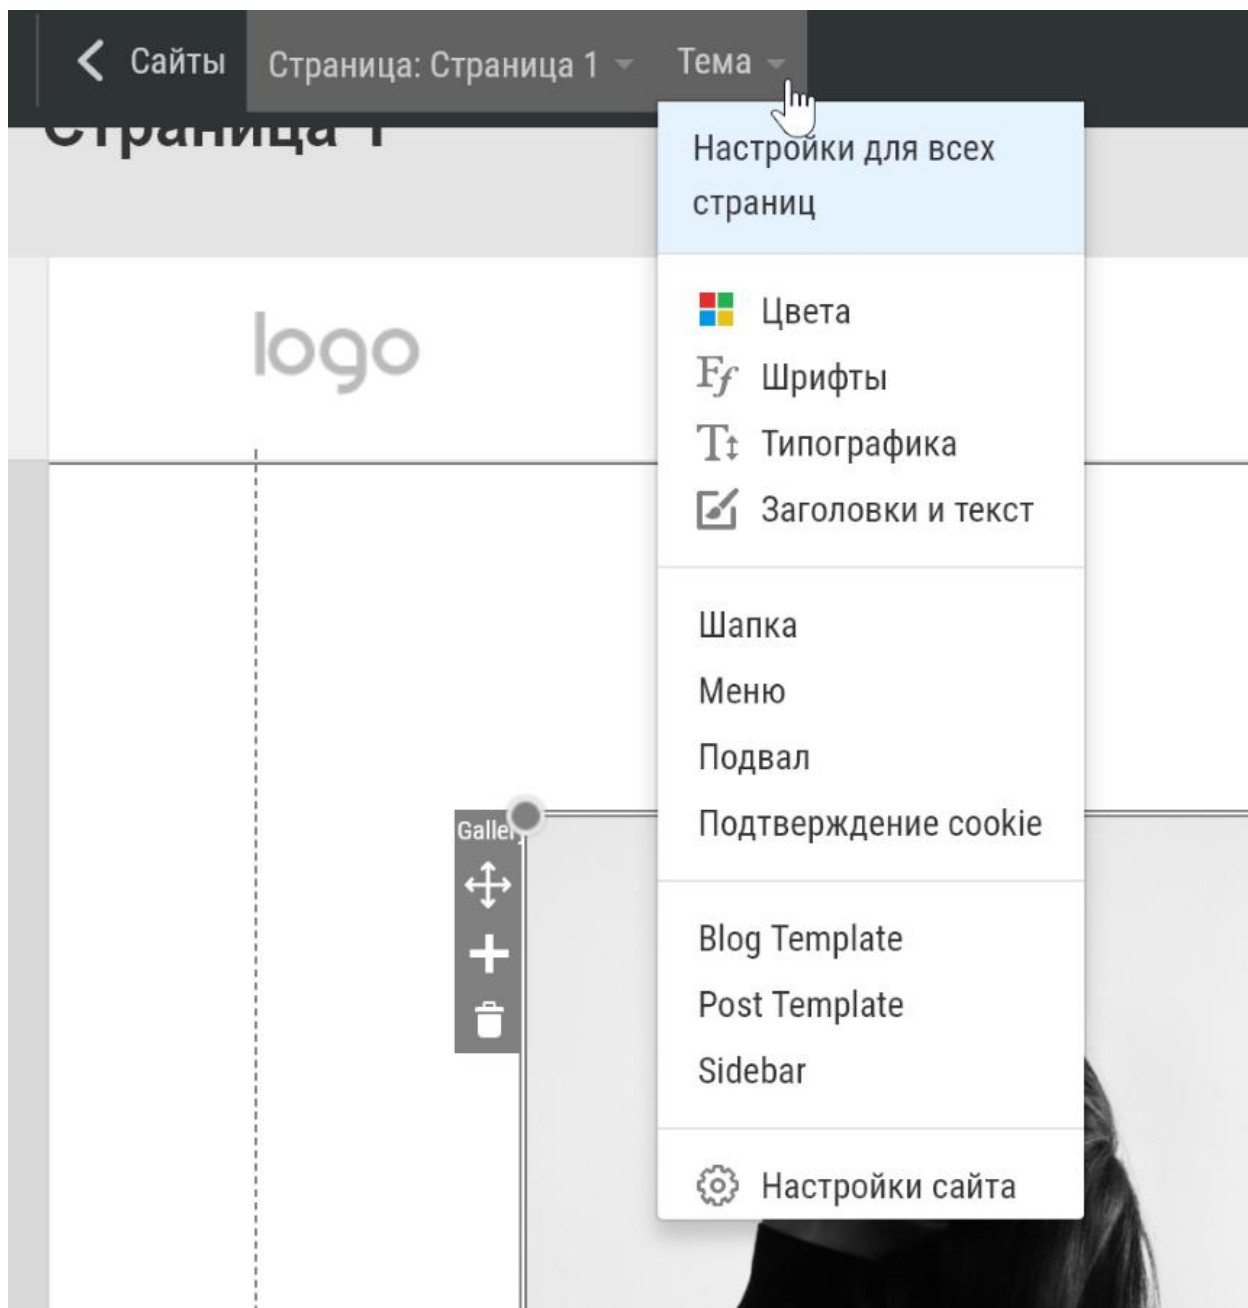 Сайты
Страница: Страница 1
Тема
Страница 1
Настройки для всех
страниц
logo
Цвета
Шрифты
Типографика
Заголовки и текст
Шапка
Меню
Подвал
Подтверждение cookie
Gallery
Blog Template
Post Template
Sidebar
Настройки сайта